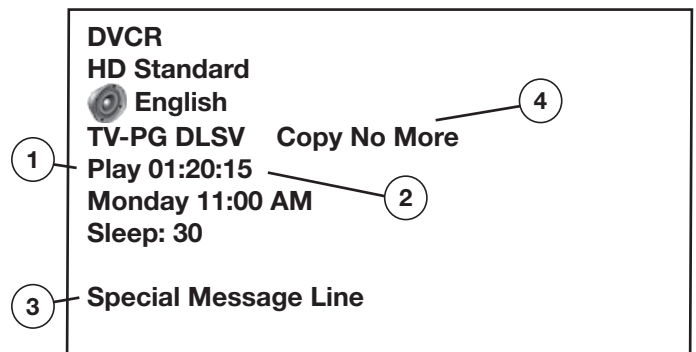 DVCR
HD Standard
English
TV-PG DLSV Copy No More
Play 01:20:15
Monday 11:00 AM
Sleep: 30
Special Message Line
1
2
3
4